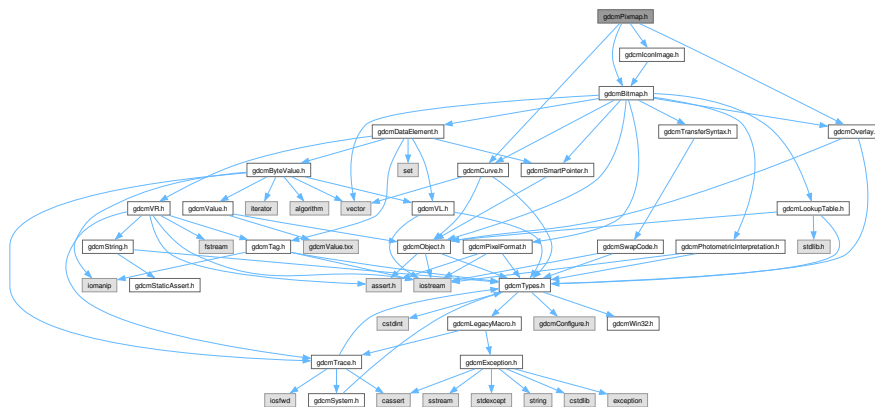 gdcmPixmap.h
gdcmIconImage.h
gdcmBitmap.h
gdcmDataElement.h
gdcmTransferSyntax.h
gdcmOverlay.
gdcmByteValue.h
set
gdcmCurve.h
gdcmSmartPointer.h
gdcmVR.h
gdcmValue.h
iterator
algorithm
vector
gdcmVL.h
gdcmLookupTable.h
gdcmString.h
fstream
gdcmTag.h
gdcmValue.txx
gdcmObject.h
gdcmPixelFormat.h
gdcmSwapCode.h
gdcmPhotometricInterpretation.h
stdlib.h
iomanip
gdcmStaticAssert.h
assert.h
iostream
gdcmTypes.h
cstdint
gdcmLegacyMacro.h
gdcmConfigure.h
gdcmWin32.h
gdcmTrace.h
gdcmException.h
iosfwd
gdcmSystem.h
cassert
sstream
stdexcept
string
cstdlib
exception